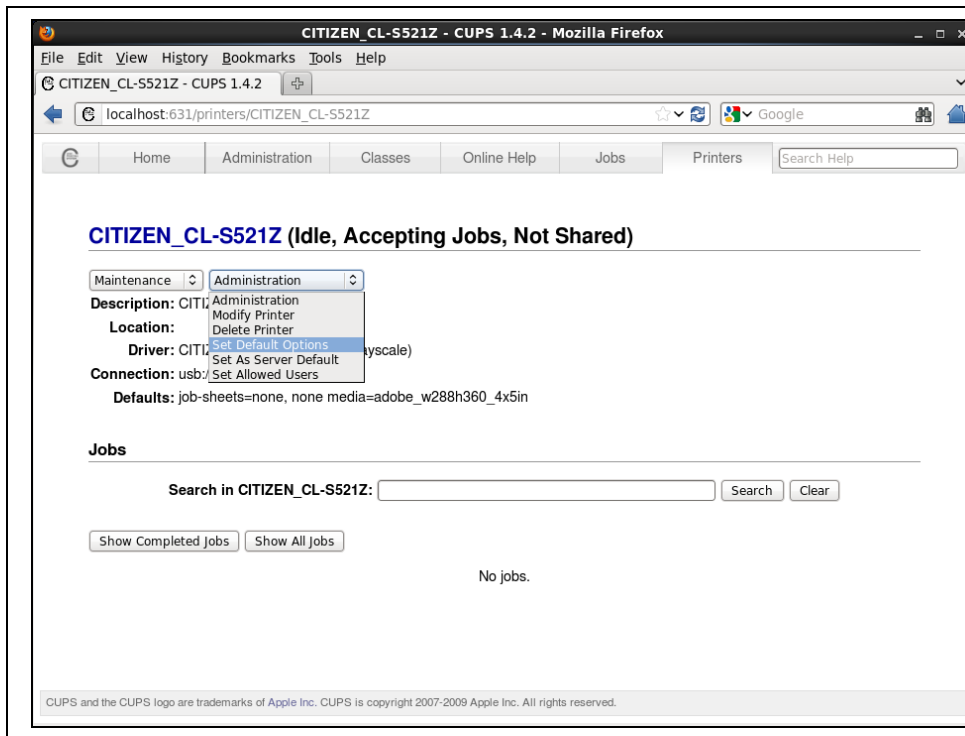 CITIZEN_CL-S521Z - CUPS 1.4.2 - Mozilla Firefox
File Edit View History Bookmarks Tools Help
CITIZEN_CL-S521Z - CUPS 1.4.2
localhost:631/printers/CITIZEN_CL-S521Z Google
Home Administration Classes Online Help Jobs Printers Search Help
CITIZEN_CL-S521Z (Idle, Accepting Jobs, Not Shared)
Maintenance Administration
Administration
Modify Printer
Delete Printer
Set Default Options
Set As Server Default
Set Allowed Users
Description: CITI
Location:
Driver: CITI yscale)
Connection: usb:/
Defaults: job-sheets=none, none media=adobe_w288h360_4x5in
Jobs
Search in CITIZEN_CL-S521Z: Search Clear
Show Completed Jobs Show All Jobs
No jobs.
CUPS and the CUPS logo are trademarks of Apple Inc. CUPS is copyright 2007-2009 Apple Inc. All rights reserved.